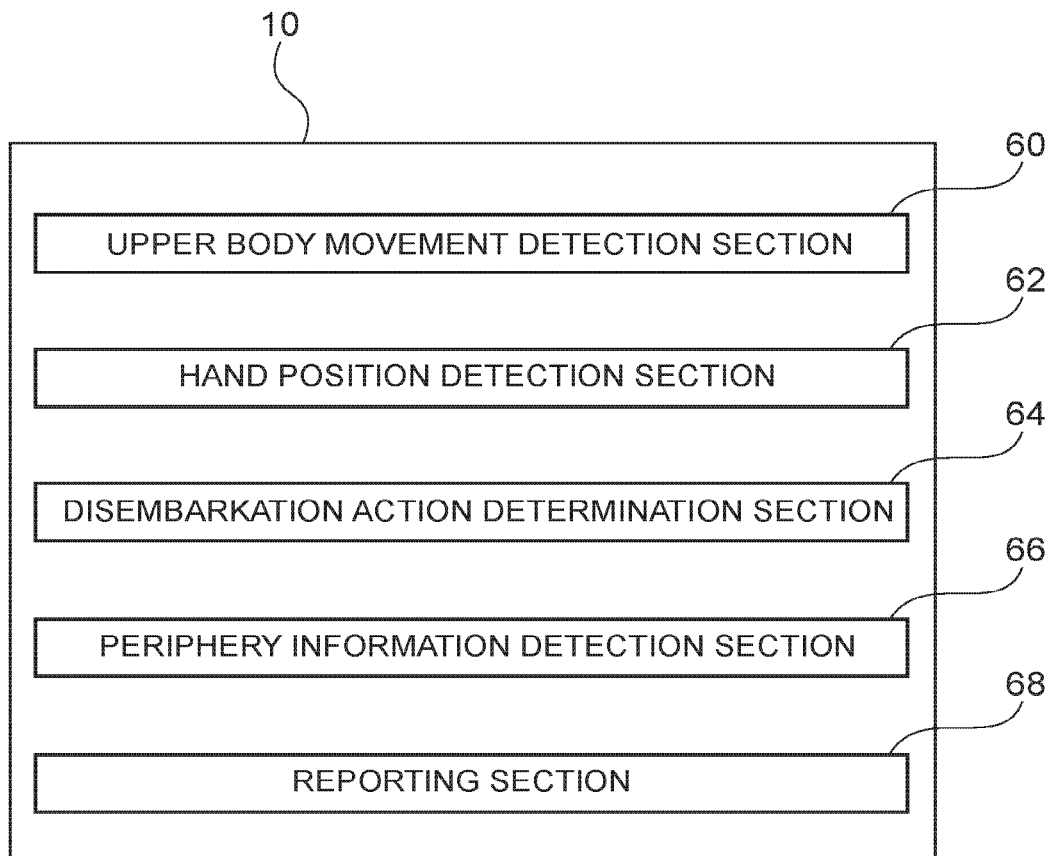 10
60
UPPER BODY MOVEMENT DETECTION SECTION
62
HAND POSITION DETECTION SECTION
64
DISEMBARKATION ACTION DETERMINATION SECTION
66
PERIPHERY INFORMATION DETECTION SECTION
68
REPORTING SECTION